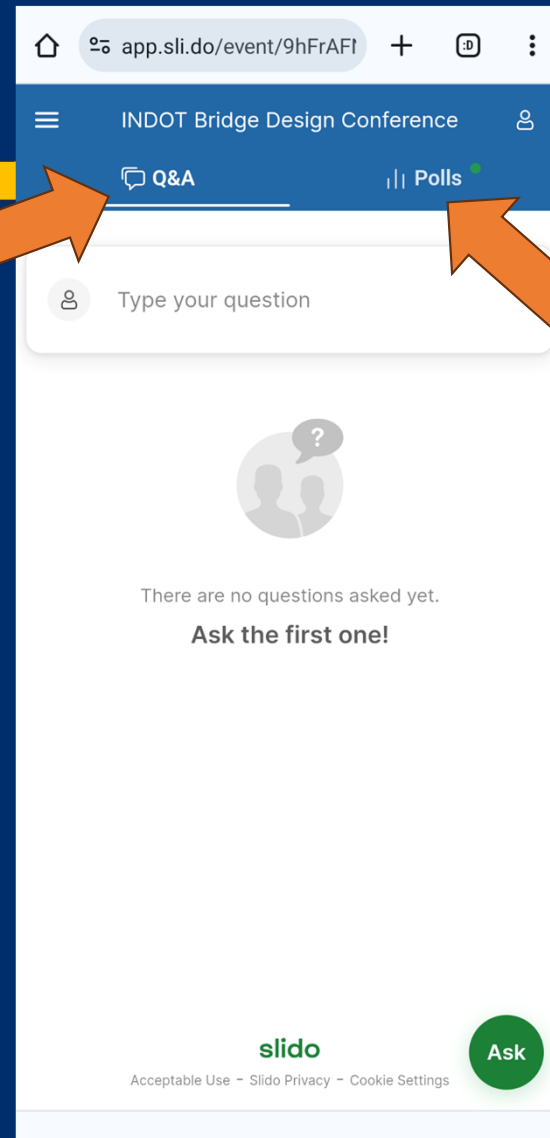 app.sli.do/event/9hFrAFI
:D
INDOT Bridge Design Conference
Q&A
Polls
Type your question
?
There are no questions asked yet.
Ask the first one!
Ask
slido
Acceptable Use - Slido Privacy - Cookie Settings